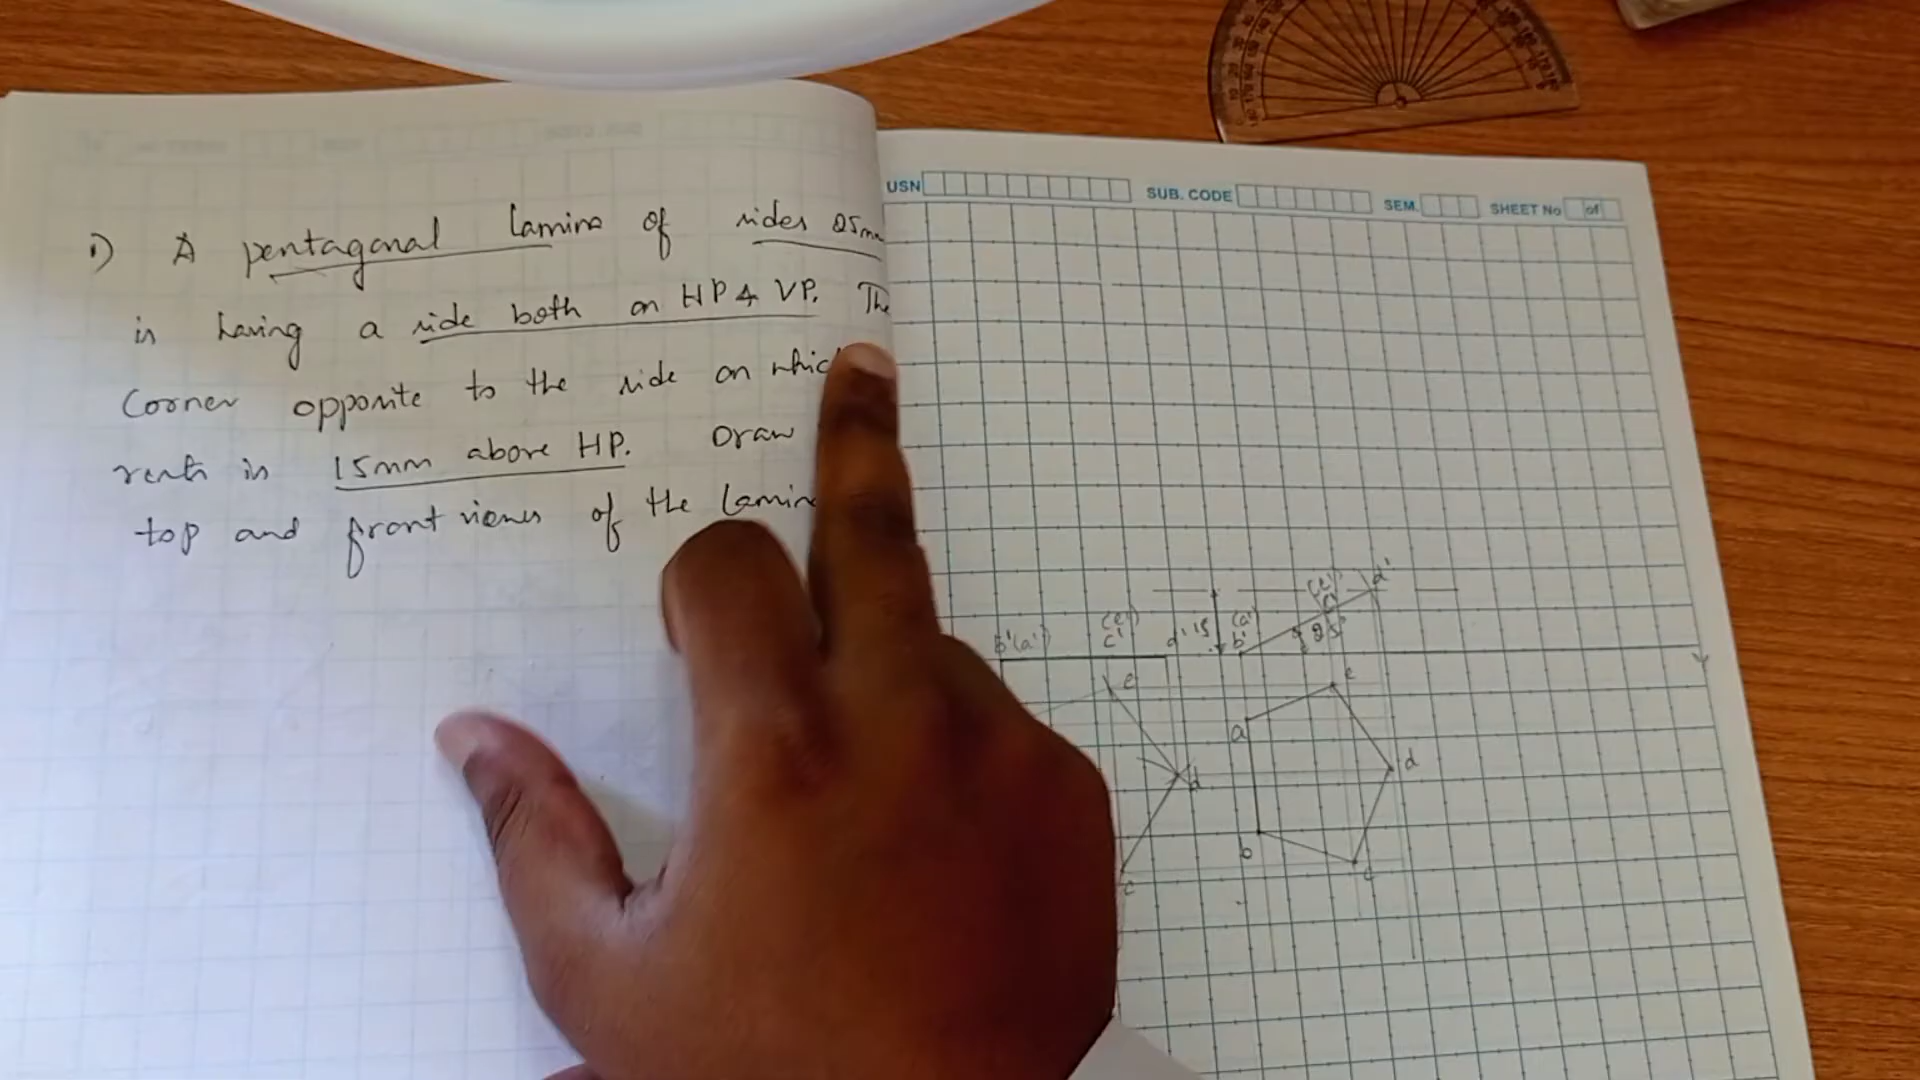 1) A pentagonal lamina of sides 25mm
is having a side both on HP & VP. The
Corner opposite to the side on which
rests is 15mm above HP. Draw
top and front views of the lamina
USN SUB. CODE SEM. SHEET No of
b'(a') (e') c' d' 15 (a') b' (e') c' d' 25°
e e
a
d d
b
c c
Y